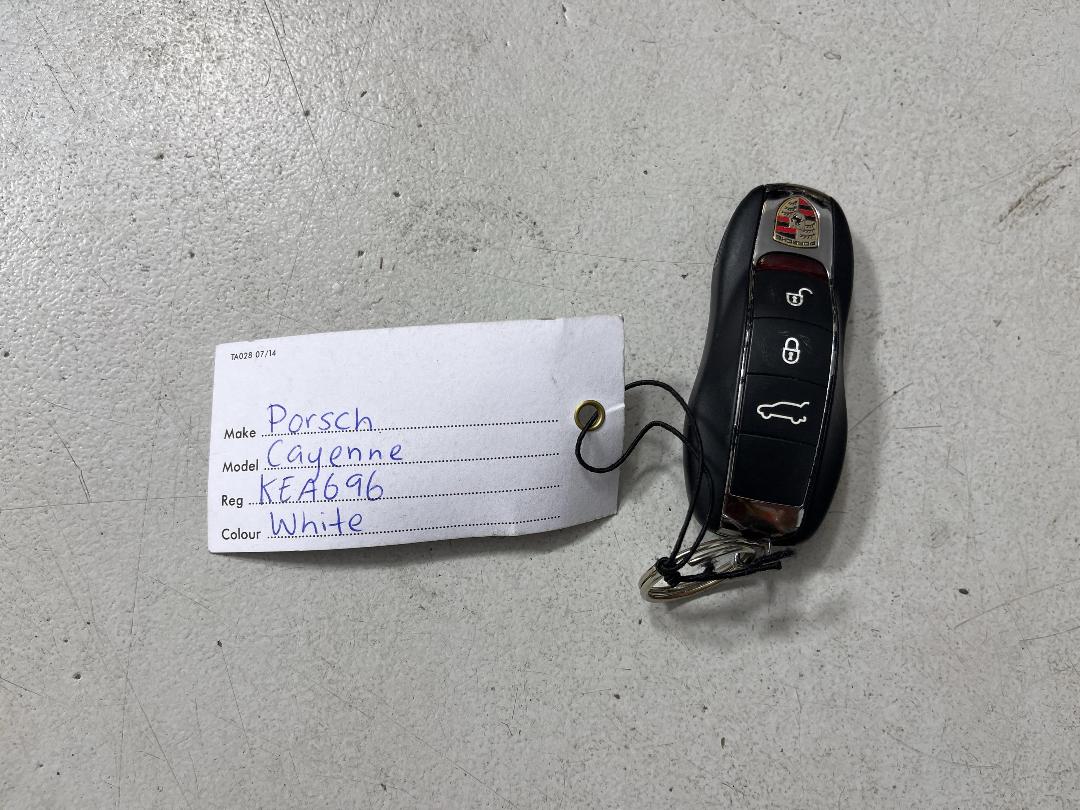 TA028 07/14
Make Porsch
Model Cayenne
Reg KEA696
Colour White